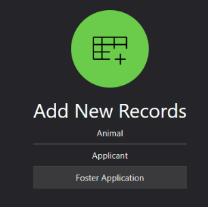 Add New Records
Animal
Applicant
Foster Application